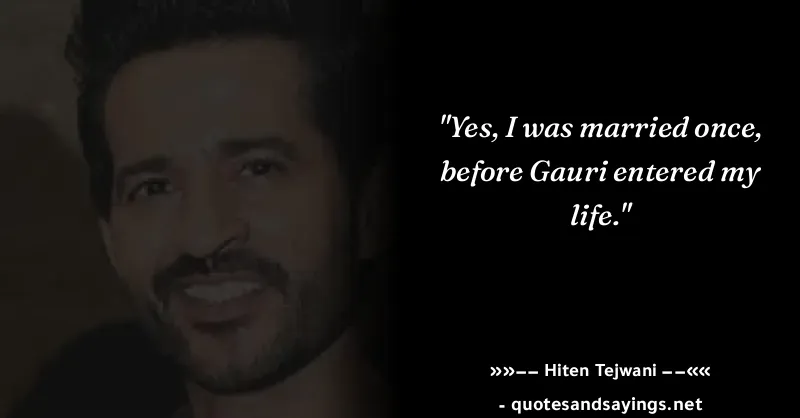 "Yes, I was married once,
before Gauri entered my
life."
»»−− Hiten Tejwani −−««
- quotesandsayings.net